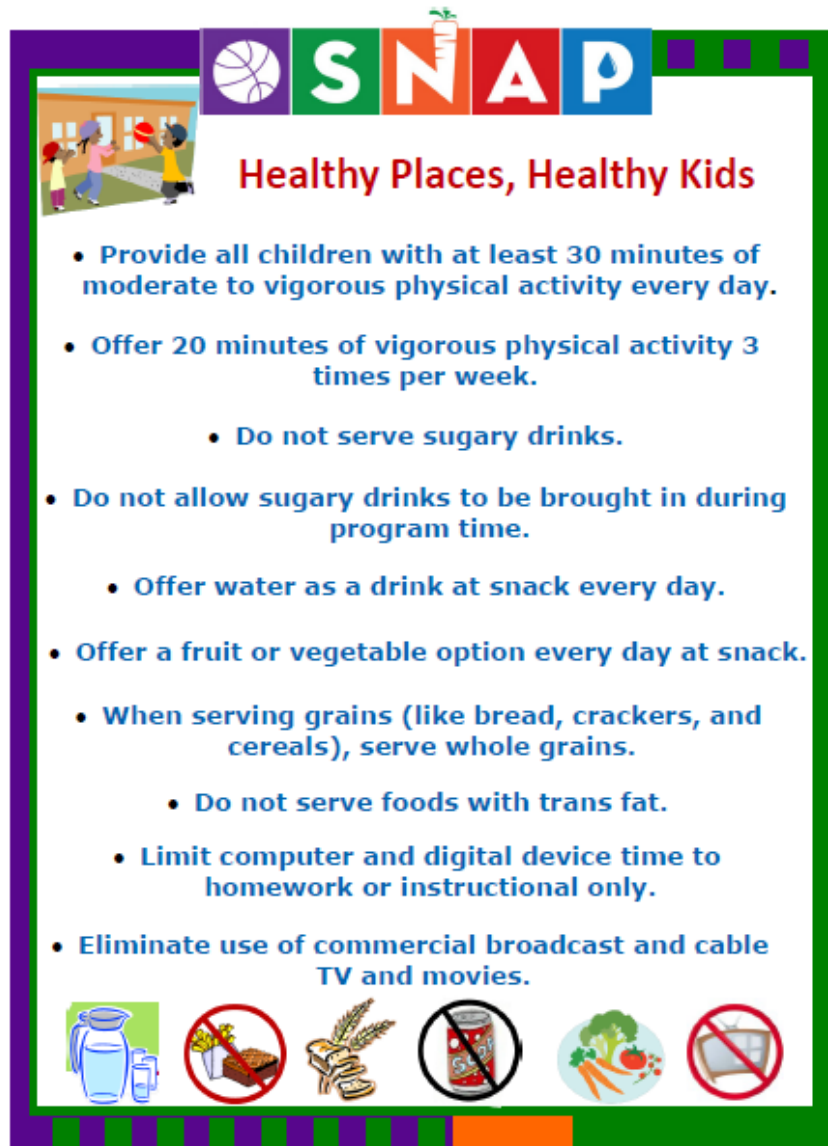 OSNAP
Healthy Places, Healthy Kids
• Provide all children with at least 30 minutes of
moderate to vigorous physical activity every day.
• Offer 20 minutes of vigorous physical activity 3
times per week.
• Do not serve sugary drinks.
• Do not allow sugary drinks to be brought in during
program time.
• Offer water as a drink at snack every day.
• Offer a fruit or vegetable option every day at snack.
• When serving grains (like bread, crackers, and
cereals), serve whole grains.
• Do not serve foods with trans fat.
• Limit computer and digital device time to
homework or instructional only.
• Eliminate use of commercial broadcast and cable
TV and movies.